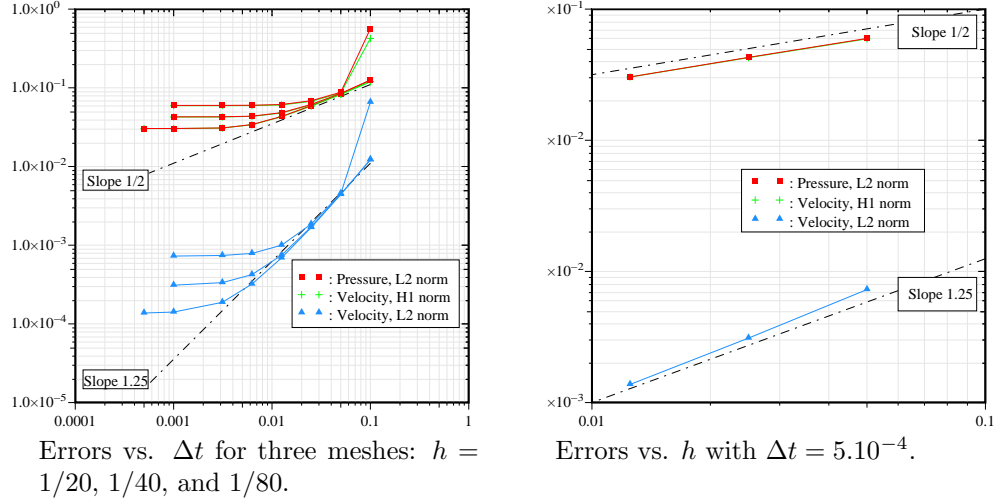 1.0×10⁰
1.0×10⁻¹
1.0×10⁻²
1.0×10⁻³
1.0×10⁻⁴
1.0×10⁻⁵
0.0001
0.001
0.01
0.1
1
Slope 1/2
Slope 1.25
: Pressure, L2 norm
: Velocity, H1 norm
: Velocity, L2 norm
Errors vs. Δt for three meshes: h =
1/20, 1/40, and 1/80.
×10⁻¹
×10⁻²
×10⁻²
×10⁻³
0.01
0.1
Slope 1/2
: Pressure, L2 norm
: Velocity, H1 norm
: Velocity, L2 norm
Slope 1.25
Errors vs. h with Δt = 5.10⁻⁴.